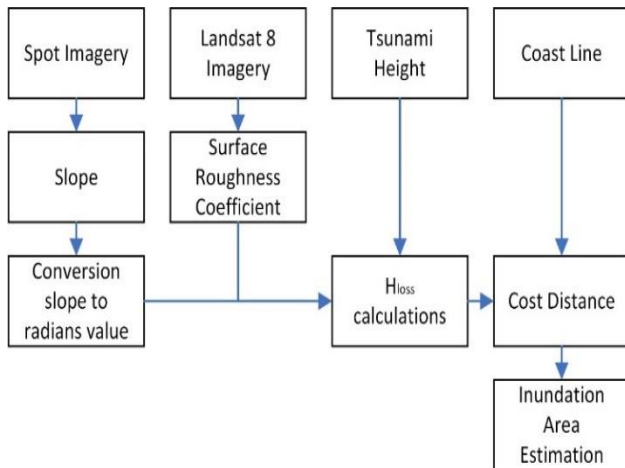 Spot Imagery
Landsat 8
Imagery
Tsunami
Height
Coast Line
Slope
Surface
Roughness
Coefficient
Conversion
slope to
radians value
Hloss
calculations
Cost Distance
Inundation
Area
Estimation